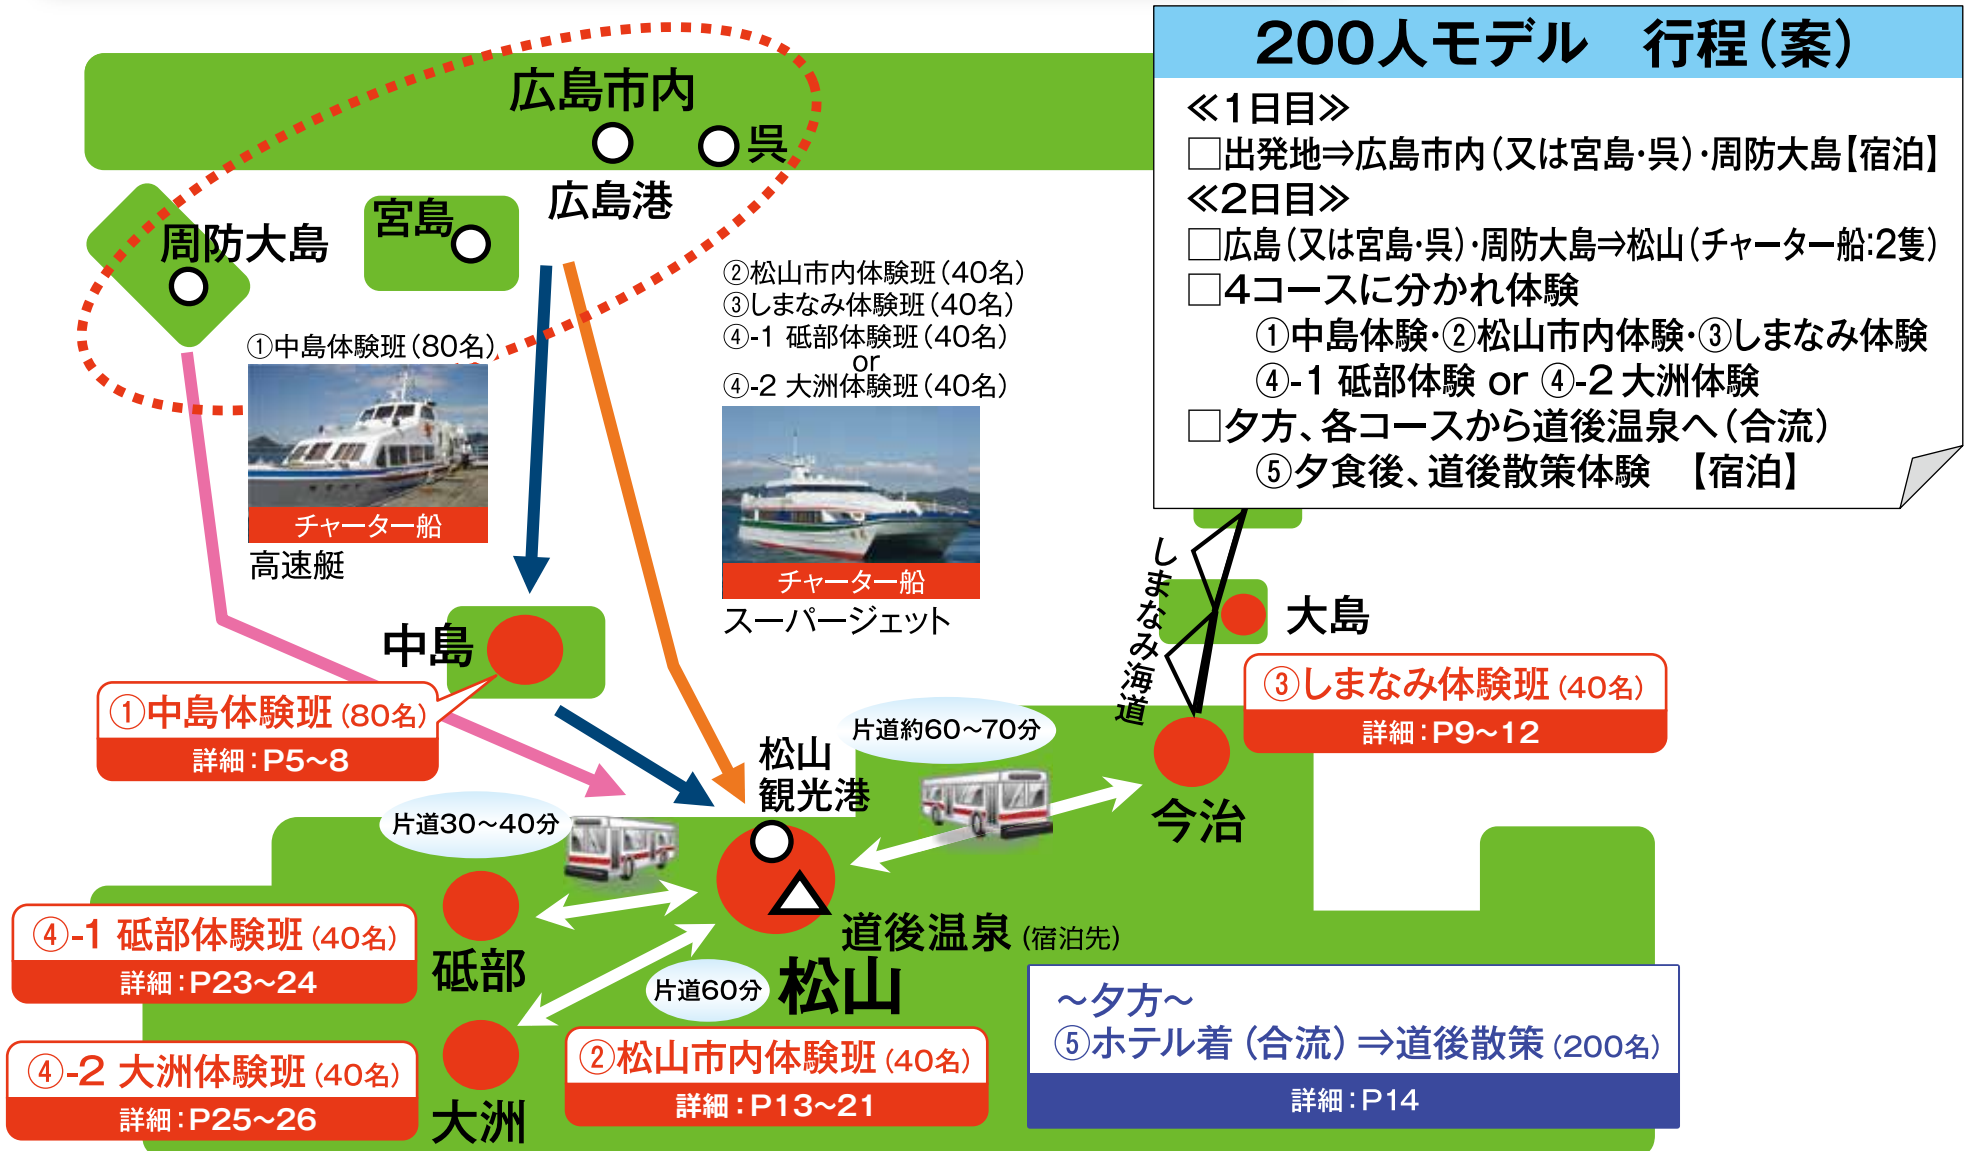 200人モデル　行程（案）
≪1日目≫
□出発地⇒広島市内（又は宮島・呉）・周防大島【宿泊】
≪2日目≫
□広島（又は宮島・呉）・周防大島⇒松山（チャーター船：2隻）
□4コースに分かれ体験
①中島体験・②松山市内体験・③しまなみ体験
④-1 砥部体験 or ④-2 大洲体験
□夕方、各コースから道後温泉へ（合流）
⑤夕食後、道後散策体験　【宿泊】
広島市内
呉
広島港
宮島
周防大島
①中島体験班（80名）
チャーター船
高速艇
②松山市内体験班（40名）
③しまなみ体験班（40名）
④-1 砥部体験班（40名）
or
④-2 大洲体験班（40名）
チャーター船
スーパージェット
しまなみ海道
大島
中島
①中島体験班（80名）
詳細：P5～8
③しまなみ体験班（40名）
詳細：P9～12
片道約60～70分
松山
観光港
今治
片道30～40分
道後温泉（宿泊先）
松山
片道60分
④-1 砥部体験班（40名）
詳細：P23～24
砥部
④-2 大洲体験班（40名）
詳細：P25～26
大洲
②松山市内体験班（40名）
詳細：P13～21
～夕方～
⑤ホテル着（合流）⇒道後散策（200名）
詳細：P14